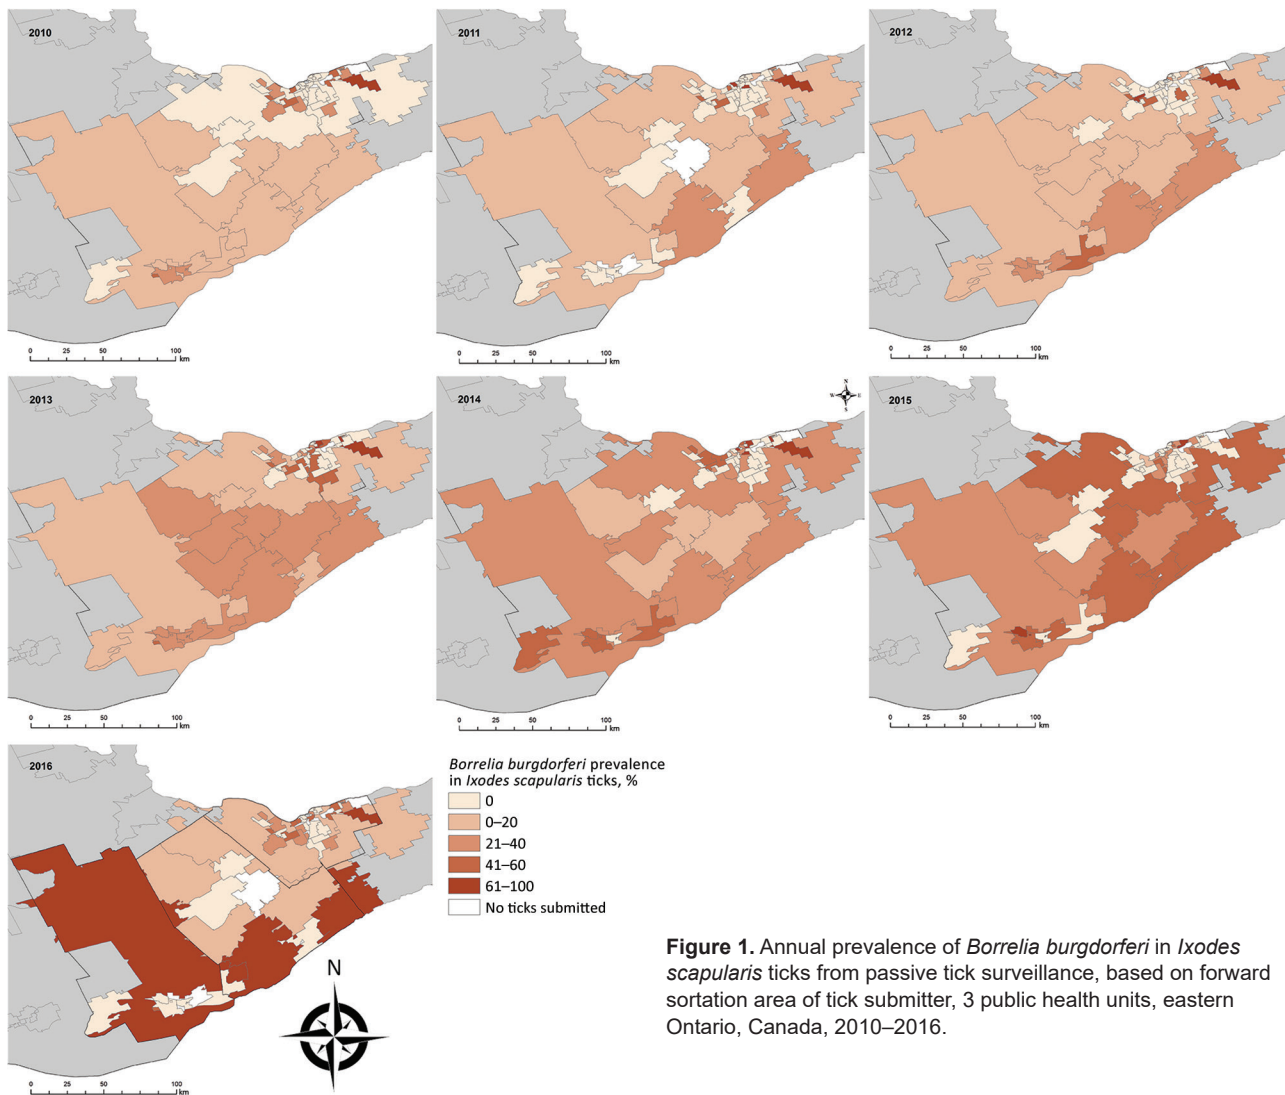 2010
0 25 50 100
km
2011
0 25 50 100
km
2012
0 25 50 100
km
2013
0 25 50 100
km
2014
N
W E
S
0 25 50 100
km
2015
0 25 50 100
km
2016
0 25 50 100
km
N
Borrelia burgdorferi prevalence
in Ixodes scapularis ticks, %
0
0–20
21–40
41–60
61–100
No ticks submitted
Figure 1. Annual prevalence of Borrelia burgdorferi in Ixodes
scapularis ticks from passive tick surveillance, based on forward
sortation area of tick submitter, 3 public health units, eastern
Ontario, Canada, 2010–2016.